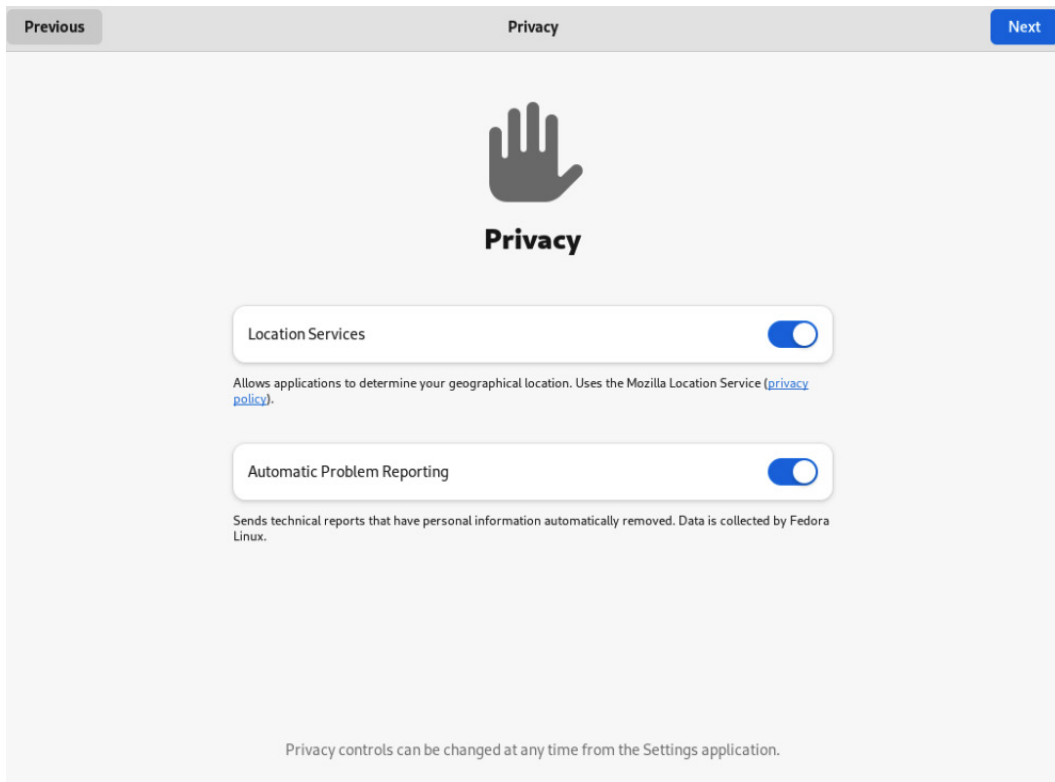 Previous
Privacy
Next
Privacy
Location Services
Allows applications to determine your geographical location. Uses the Mozilla Location Service (privacy
policy).
Automatic Problem Reporting
Sends technical reports that have personal information automatically removed. Data is collected by Fedora
Linux.
Privacy controls can be changed at any time from the Settings application.